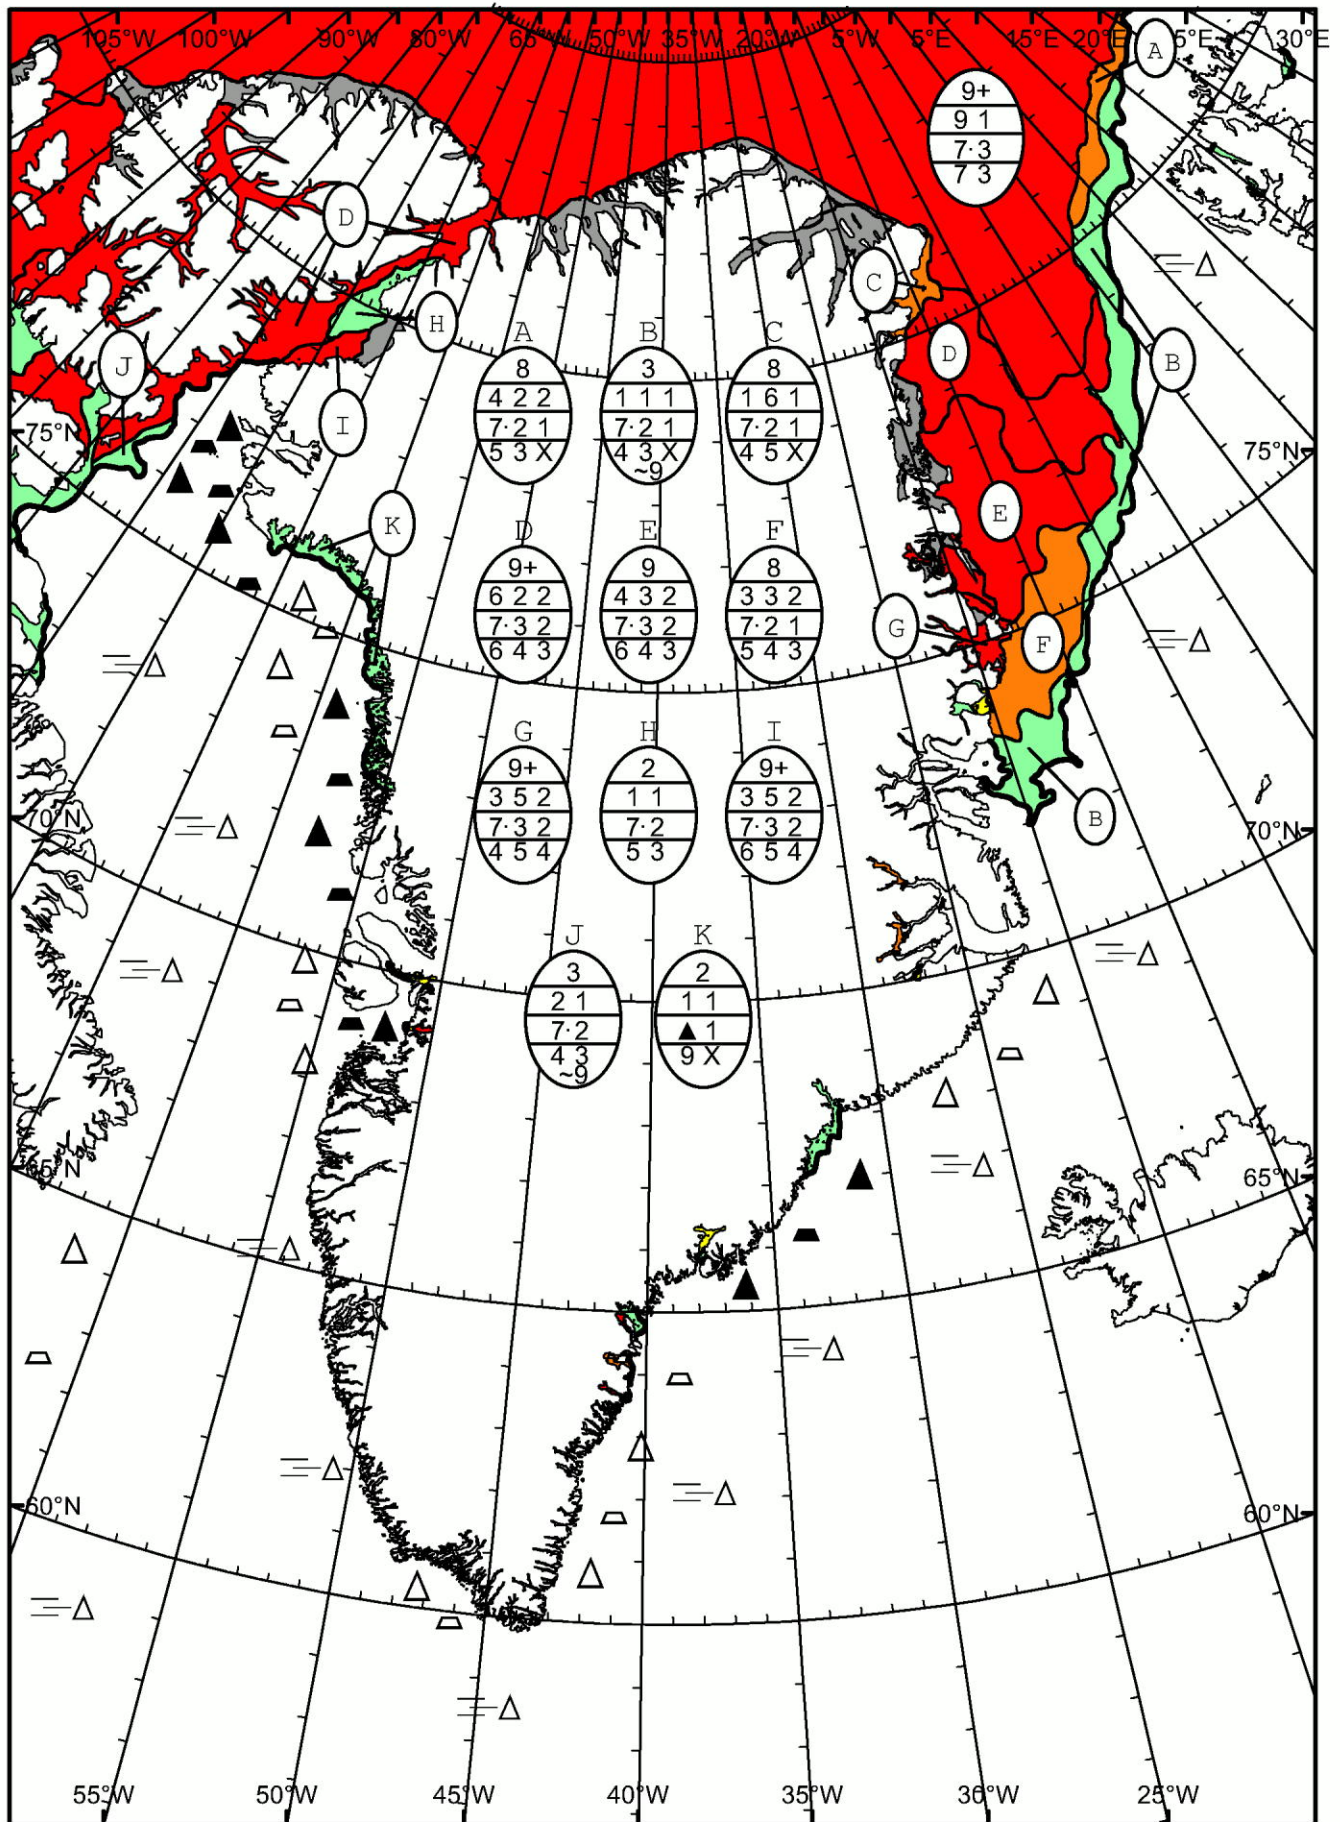 105°W 100°W 90°W 80°W 65°W 50°W 35°W 20°W 5°W 5°E 15°E 20°E 5°E 30°E
A
9+
9 1
7· 3
7 3
D
C
H
D
B
J
I
A B C
8 3 8
4 2 2 1 1 1 1 6 1
75°N 7· 2 1 7· 2 1 7· 2 1 75°N
5 3 X 4 3 X 4 5 X
~9
K
E
D E F
9+ 9 8
6 2 2 4 3 2 3 3 2
7· 3 2 7· 3 2 7· 2 1
6 4 3 6 4 3 5 4 3
G
F
G H I
9+ 2 9+
3 5 2 1 1 3 5 2
70°N 7· 3 2 7· 2 7· 3 2 70°N
B
4 5 4 5 3 6 5 4
J K
3 2
2 1 1 1
7· 2 ▲ 1
4 3 9 X
~9
65°N 65°N
60°N 60°N
55°W 50°W 45°W 40°W 35°W 30°W 25°W